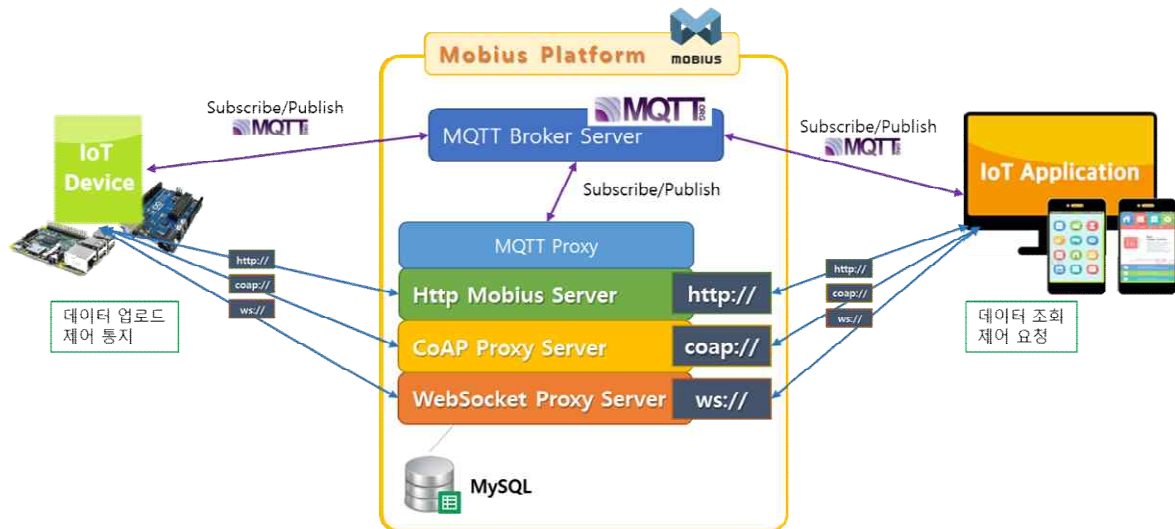 Mobius Platform
MOBIUS
Subscribe/Publish
MQTT
IoT
Device
MQTT
.ORG
MQTT Broker Server
Subscribe/Publish
MQTT
IoT Application
Subscribe/Publish
MQTT Proxy
http://
coap://
ws://
Http Mobius Server
http://
CoAP Proxy Server
coap://
WebSocket Proxy Server
ws://
http://
coap://
ws://
데이터 업로드
제어 통지
데이터 조회
제어 요청
MySQL